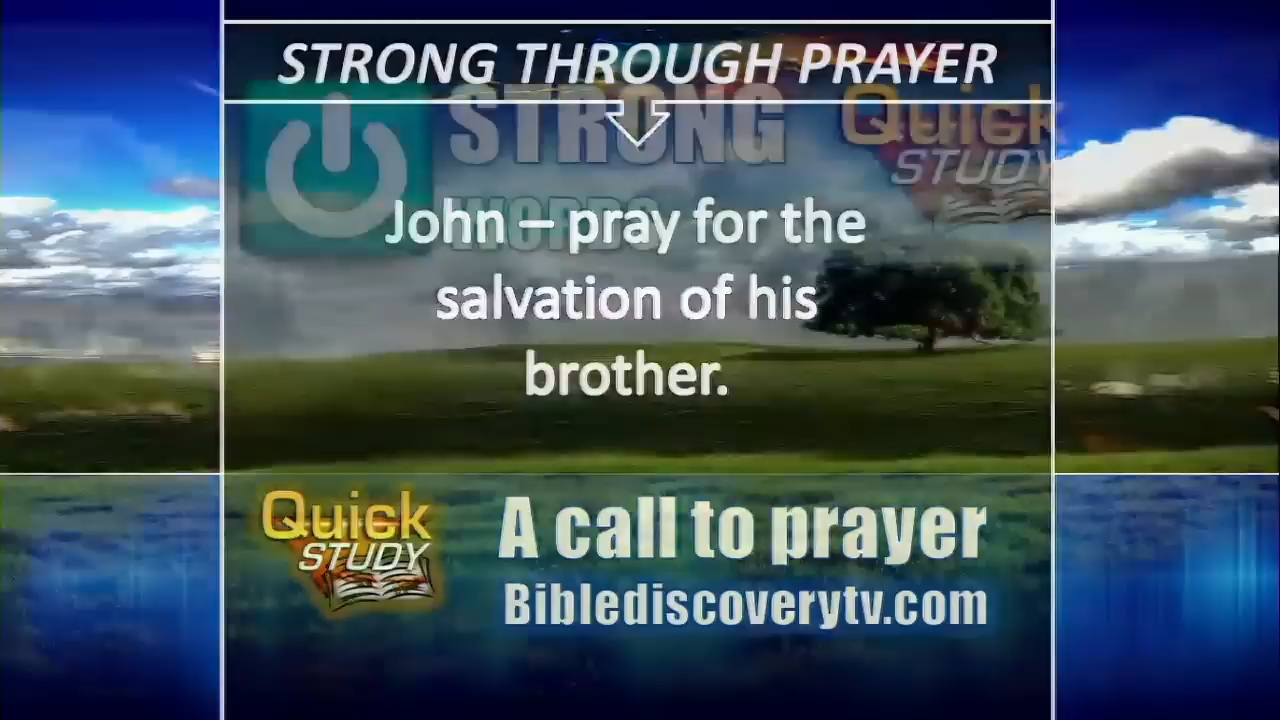 STRONG THROUGH PRAYER
STRONG
Quick
STUDY
WORDS
John – pray for the
salvation of his
brother.
Quick
STUDY
A call to prayer
Biblediscoverytv.com